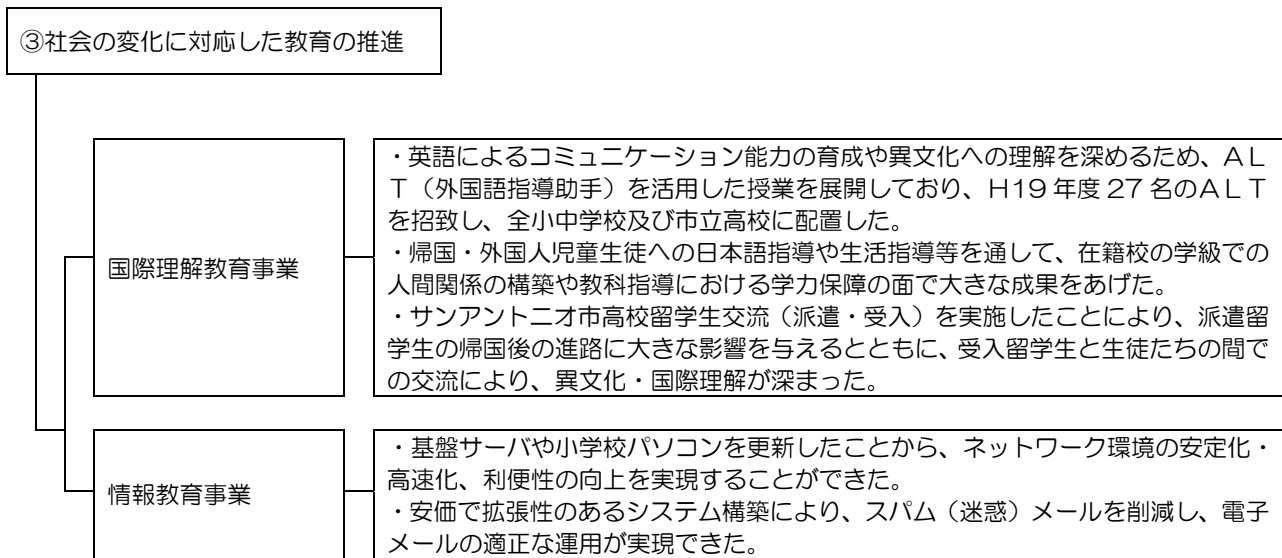 ③社会の変化に対応した教育の推進
国際理解教育事業
・英語によるコミュニケーション能力の育成や異文化への理解を深めるため、ＡＬ
Ｔ（外国語指導助手）を活用した授業を展開しており、Ｈ19 年度 27 名のＡＬＴ
を招致し、全小中学校及び市立高校に配置した。
・帰国・外国人児童生徒への日本語指導や生活指導等を通して、在籍校の学級での
人間関係の構築や教科指導における学力保障の面で大きな成果をあげた。
・サンアントニオ市高校留学生交流（派遣・受入）を実施したことにより、派遣留
学生の帰国後の進路に大きな影響を与えるとともに、受入留学生と生徒たちの間で
の交流により、異文化・国際理解が深まった。
情報教育事業
・基盤サーバや小学校パソコンを更新したことから、ネットワーク環境の安定化・
高速化、利便性の向上を実現することができた。
・安価で拡張性のあるシステム構築により、スパム（迷惑）メールを削減し、電子
メールの適正な運用が実現できた。